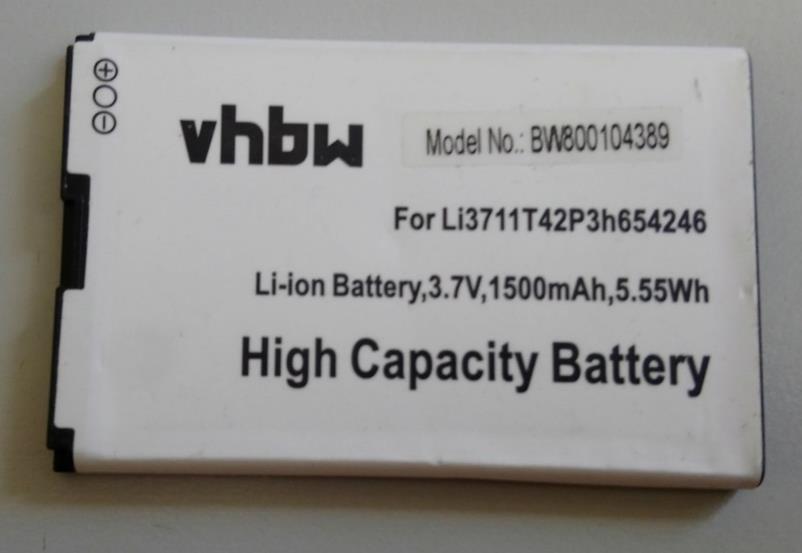 vhbw
Model No.: BW800104389
For Li3711T42P3h654246
Li-ion Battery,3.7V,1500mAh,5.55Wh
High Capacity Battery